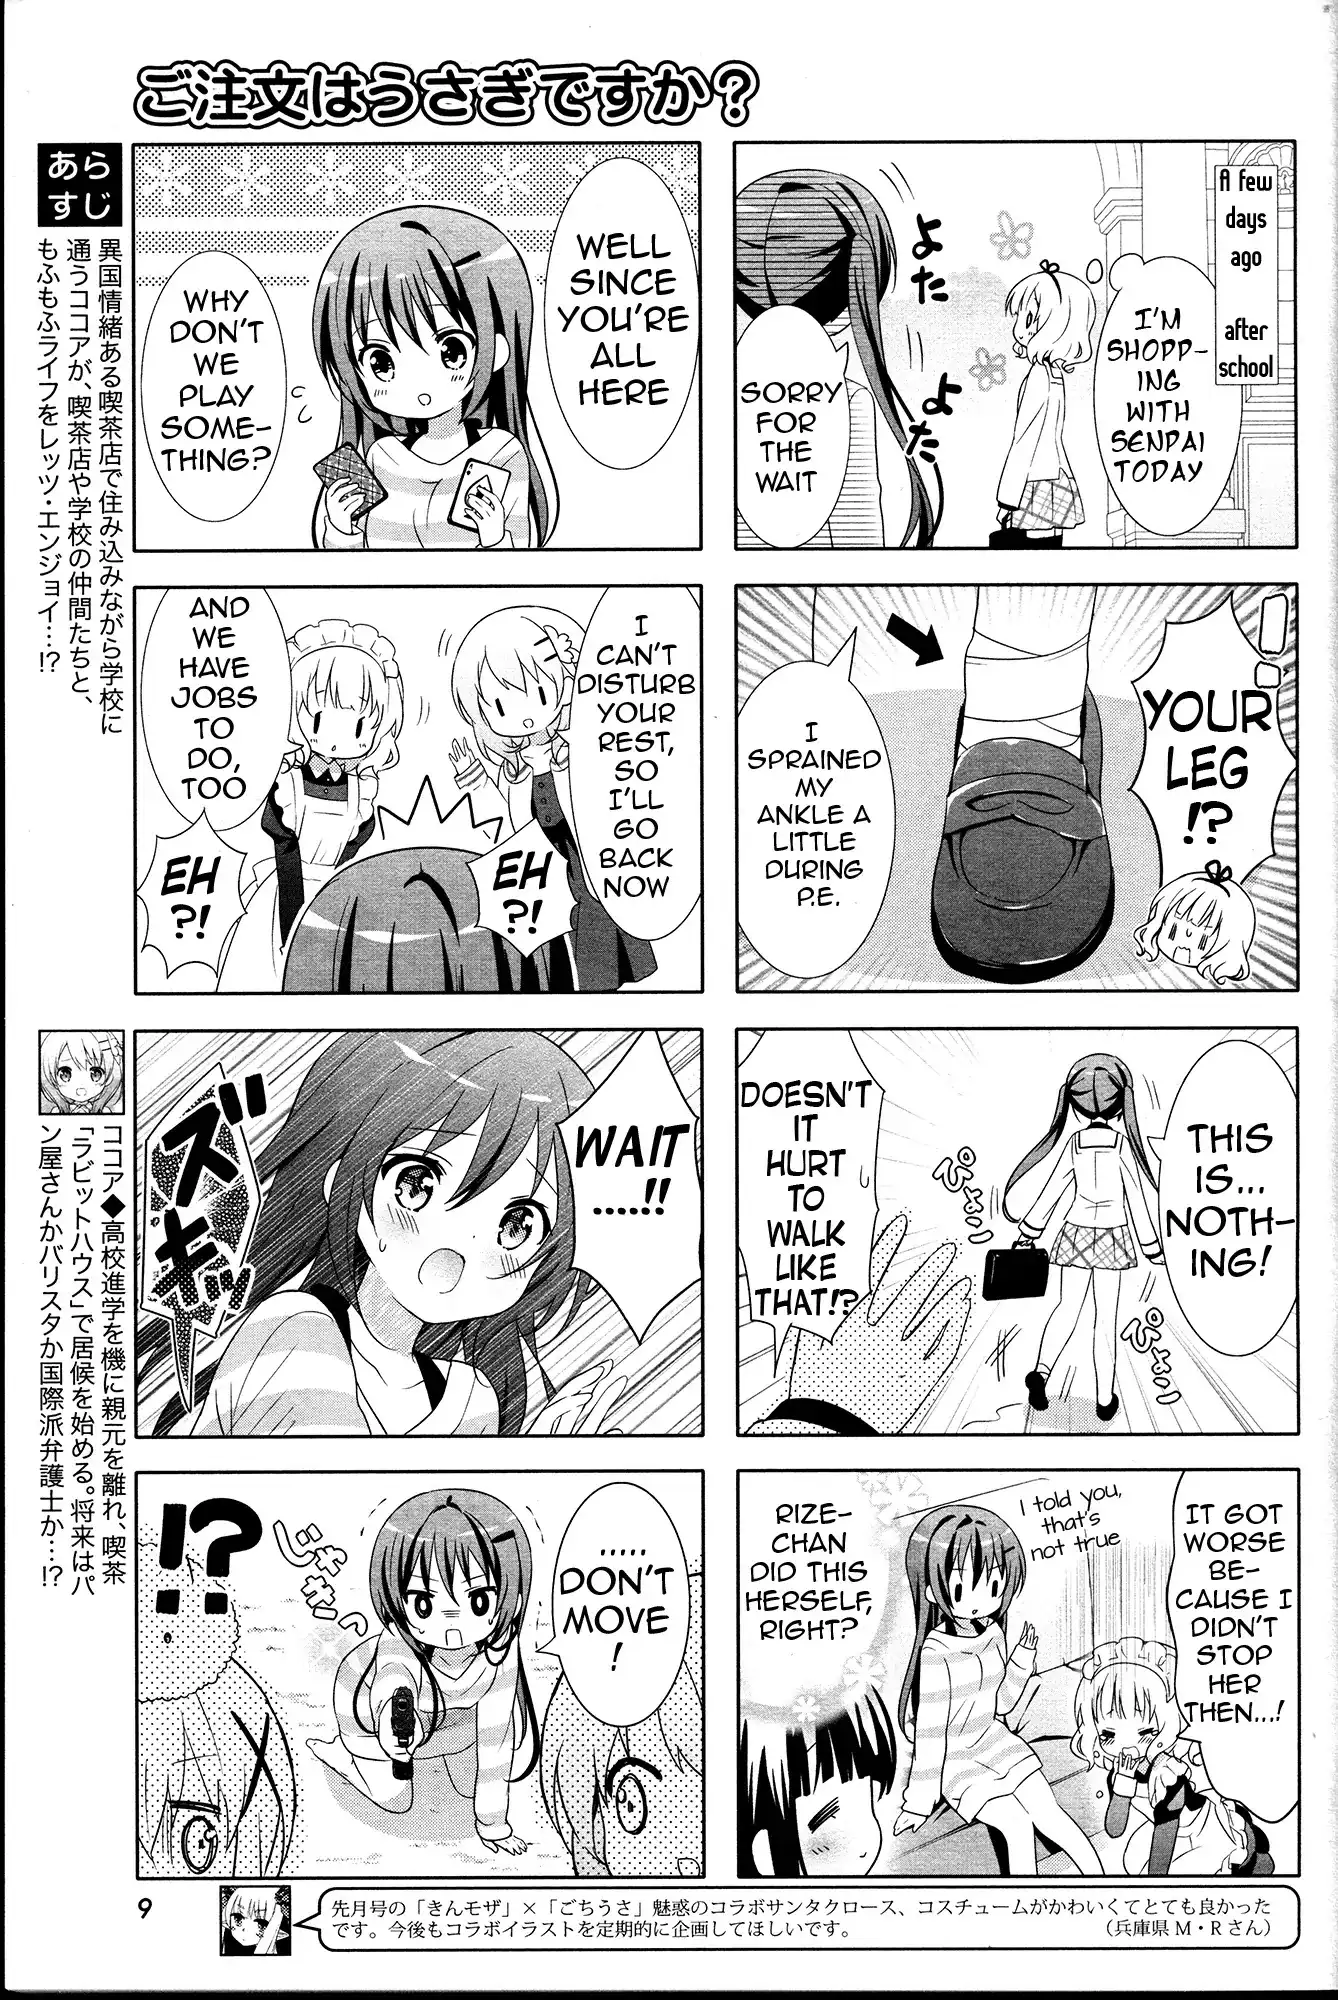 ご注文はうさぎですか?
A few
days
ago
after
school
I'M
SHOPP-
ING
WITH
SENPAI
TODAY
よた
よた
SORRY
FOR
THE
WAIT
YOUR
LEG
!?
I
SPRAINED
MY
ANKLE A
LITTLE
DURING
P.E.
THIS
IS...
NOTH-
ING!
ぴょこ
ぴょこ
DOESN'T
IT
HURT
TO
WALK
LIKE
THAT!?
IT GOT
WORSE
BE-
CAUSE I
DIDN'T
STOP
HER
THEN...!
I told you,
that's
not true
RIZE-
CHAN
DID THIS
HERSELF,
RIGHT?
WELL
SINCE
YOU'RE
ALL
HERE
WHY
DON'T
WE
PLAY
SOME-
THING?
I
CAN'T
DISTURB
YOUR
REST,
SO
I'LL
GO
BACK
NOW
AND
WE
HAVE
JOBS
TO
DO,
TOO
EH
?!
EH
?!
WAIT
....!!
ズキッ
.....
DON'T
MOVE
!
じゃきっ
!?
あらすじ
異国情緒ある喫茶店で住み込みながら学校に
通うココアが、喫茶店や学校の仲間たちと、
もふもふライフをレッツ・エンジョイ…!?
ココア◆高校進学を機に親元を離れ、喫茶
「ラビットハウス」で居候を始める。将来はパ
ン屋さんかバリスタか国際派弁護士か…!?
9
先月号の「きんモザ」×「ごちうさ」魅惑のコラボサンタクロース、コスチュームがかわいくてとても良かった
です。今後もコラボイラストを定期的に企画してほしいです。 (兵庫県 M・Rさん)